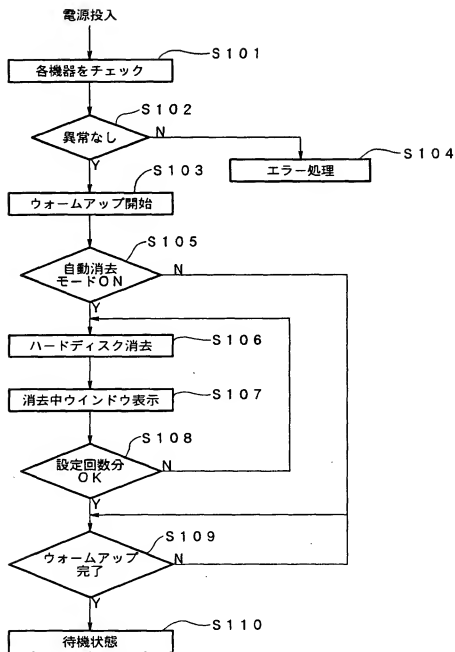 電源投入
各機器をチェック
S101
異常なし
S102
N
Y
エラー処理
S104
ウォームアップ開始
S103
自動消去
モードON
S105
N
Y
ハードディスク消去
S106
消去中ウインドウ表示
S107
設定回数分
OK
S108
N
Y
ウォームアップ
完了
S109
N
Y
待機状態
S110